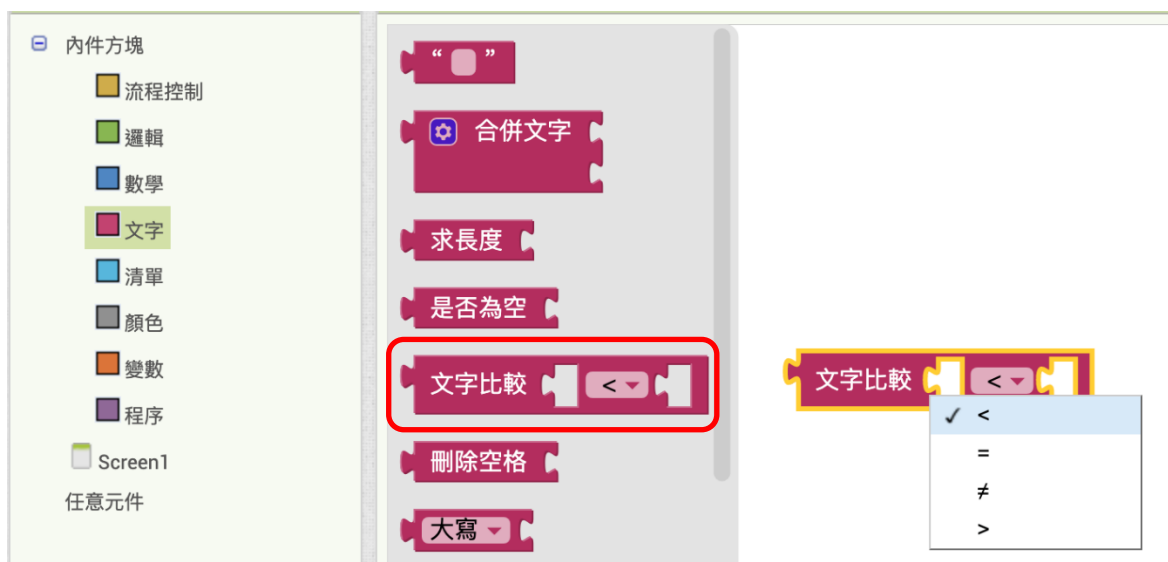 內件方塊
流程控制
邏輯
數學
文字
清單
顏色
變數
程序
Screen1
任意元件
“ ”
合併文字
求長度
是否為空
文字比較 <
刪除空格
大寫
文字比較 <
✓ <
=
≠
>